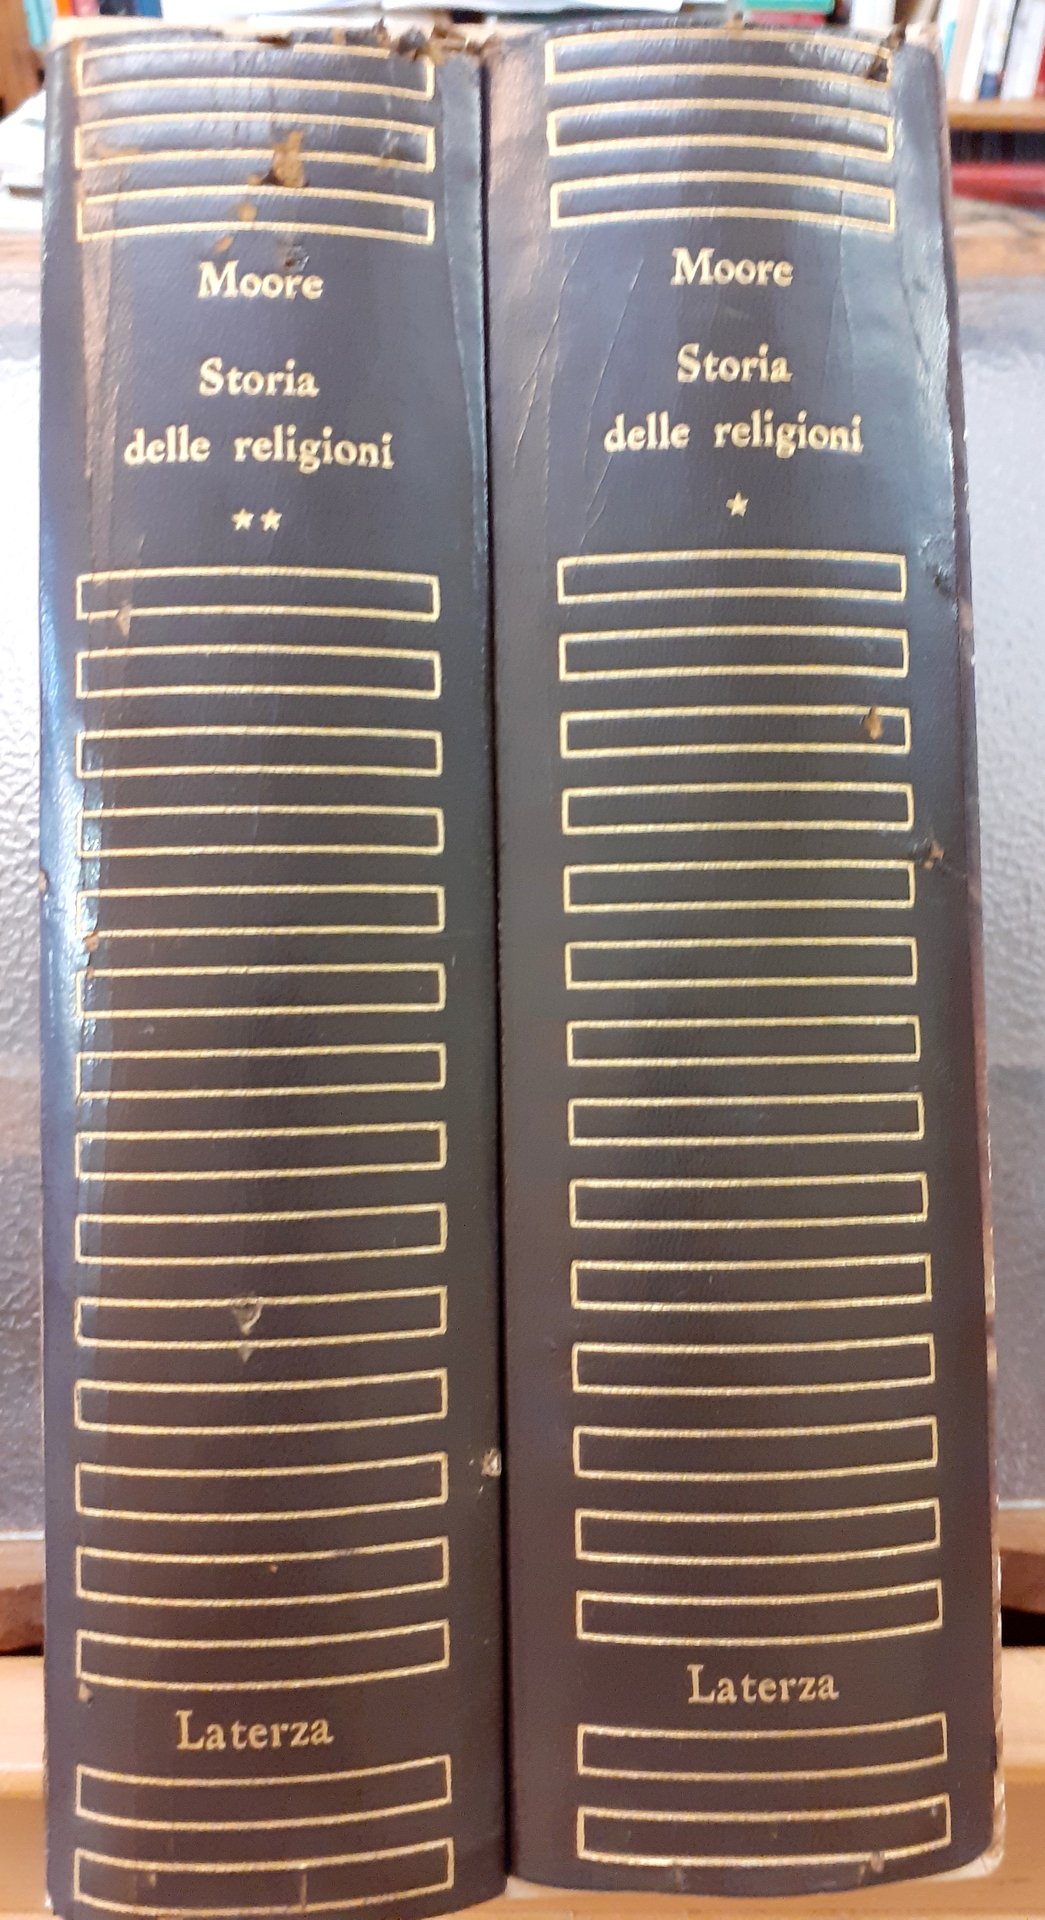 Moore
Storia
delle religioni
★★
Laterza
Moore
Storia
delle religioni
★
Laterza